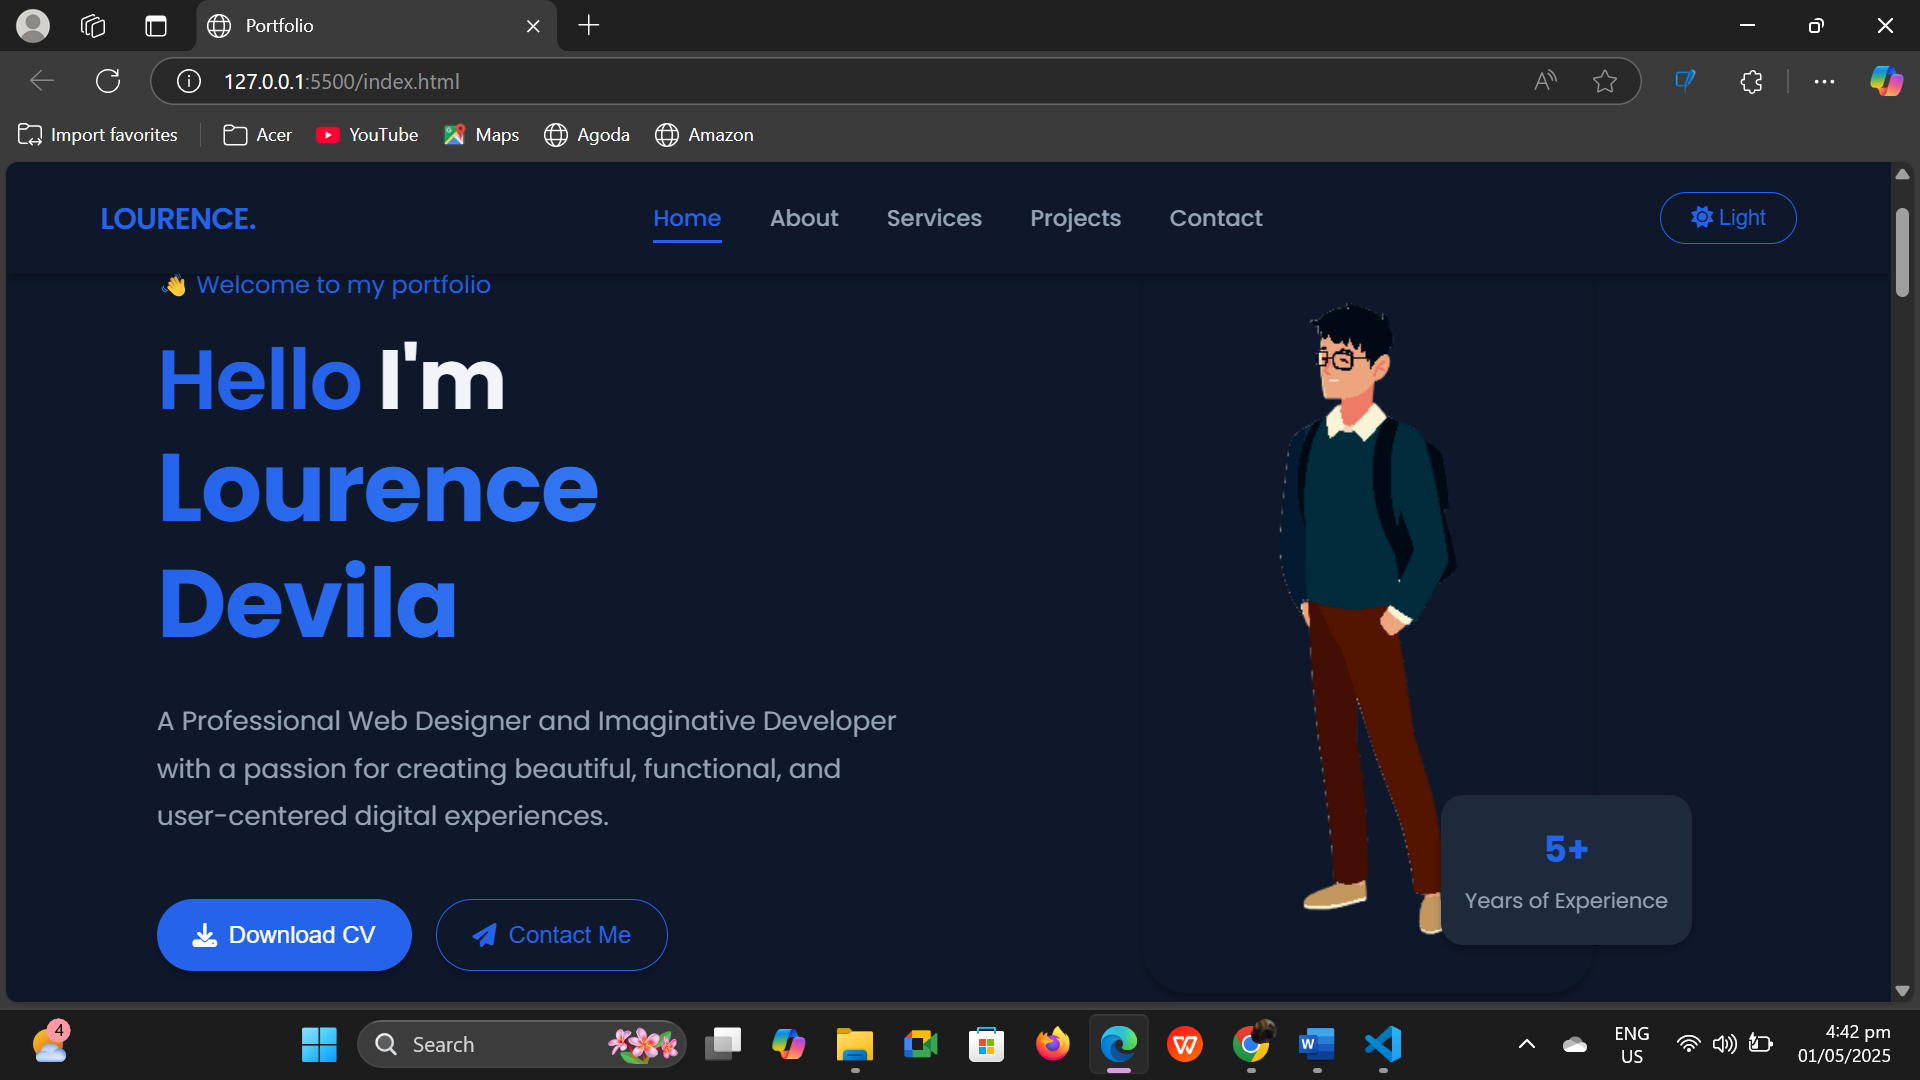 Portfolio
127.0.0.1:5500/index.html
Import favorites
Acer
YouTube
Maps
Agoda
Amazon
LOURENCE.
Home
About
Services
Projects
Contact
Light
👋 Welcome to my portfolio
Hello I'm
Lourence
Devila
A Professional Web Designer and Imaginative Developer
with a passion for creating beautiful, functional, and
user-centered digital experiences.
5+
Years of Experience
Download CV
Contact Me
4
Search
W
W
ENG
US
4:42 pm
01/05/2025